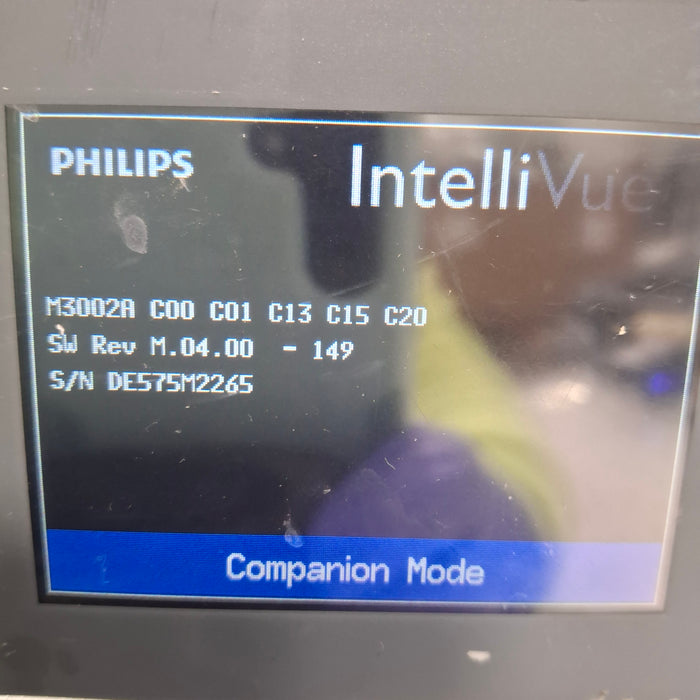 PHILIPS
IntelliVue
M3002A C00 C01 C13 C15 C20
SW Rev M.04.00 - 149
S/N DE575M2265
Companion Mode